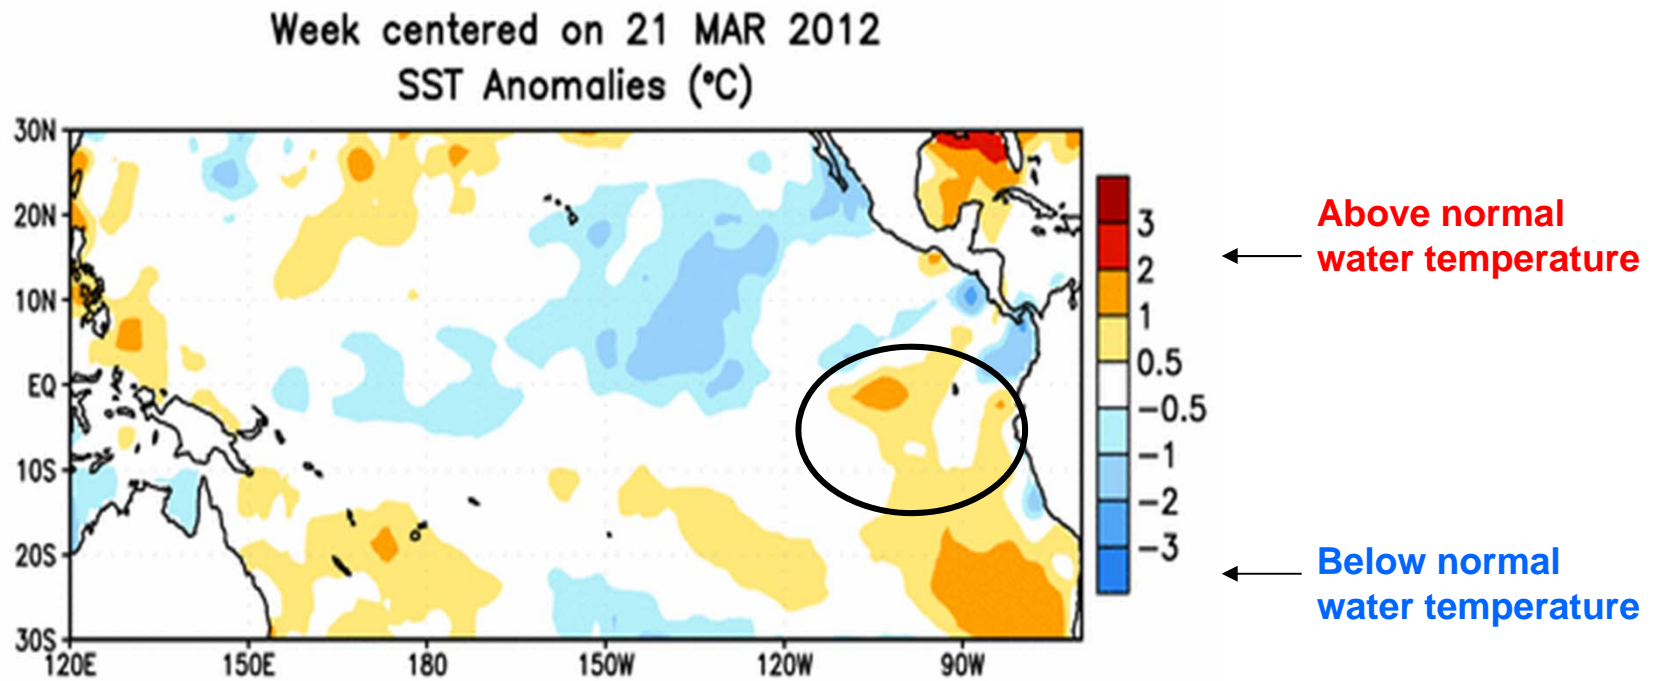 Week centered on 21 MAR 2012
SST Anomalies (°C)
30N
20N
10N
EQ
10S
20S
30S
120E 150E 180 150W 120W 90W
3
2
1
0.5
−0.5
−1
−2
−3
Above normal
water temperature
Below normal
water temperature